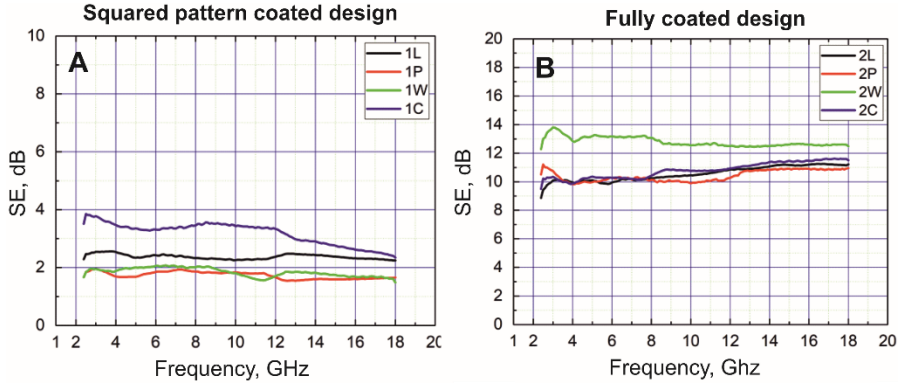 Squared pattern coated design
A
1L
1P
1W
1C
10
8
6
4
2
0
SE, dB
1 2 4 6 8 10 12 14 16 18 20
Frequency, GHz
Fully coated design
B
2L
2P
2W
2C
20
18
16
14
12
10
8
6
4
2
0
SE, dB
1 2 4 6 8 10 12 14 16 18 20
Frequency, Ghz